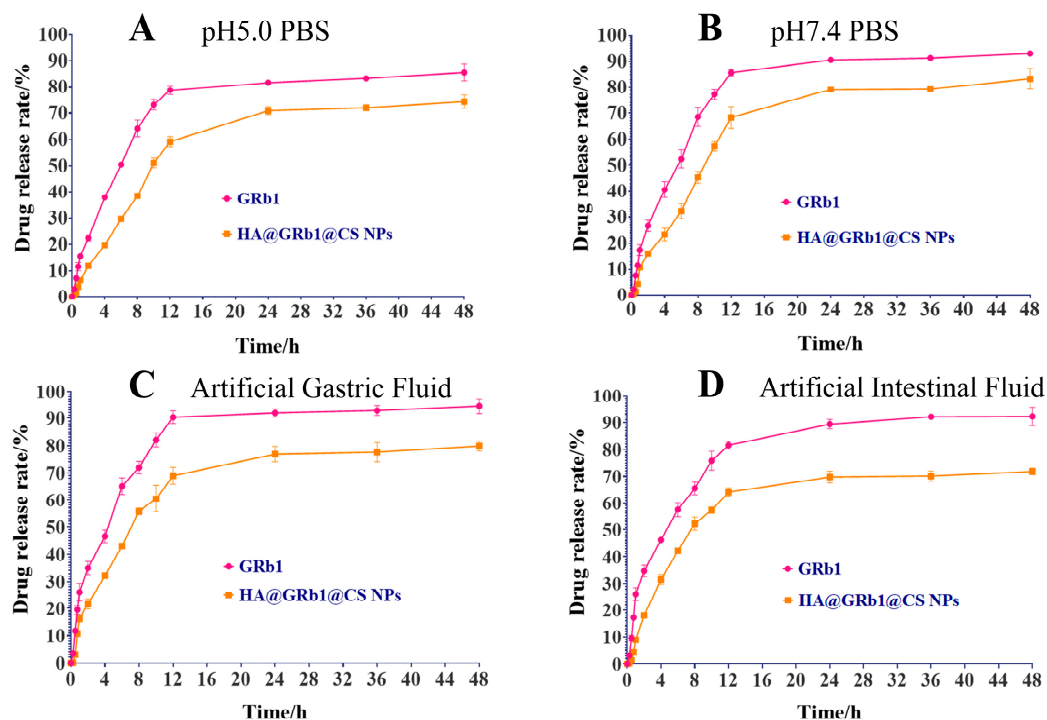 A pH5.0 PBS
100
90
80
70
60
50
40
30
20
10
0
Drug release rate/%
GRb1
HA@GRb1@CS NPs
0 4 8 12 16 20 24 28 32 36 40 44 48
Time/h
B pH7.4 PBS
100
90
80
70
60
50
40
30
20
10
0
Drug release rate/%
GRb1
HA@GRb1@CS NPs
0 4 8 12 16 20 24 28 32 36 40 44 48
Time/h
C Artificial Gastric Fluid
100
90
80
70
60
50
40
30
20
10
0
Drug release rate/%
GRb1
HA@GRb1@CS NPs
0 4 8 12 16 20 24 28 32 36 40 44 48
Time/h
D Artificial Intestinal Fluid
100
90
80
70
60
50
40
30
20
10
0
Drug release rate/%
GRb1
IIA@GRb1@CS NPs
0 4 8 12 16 20 24 28 32 36 40 44 48
Time/h